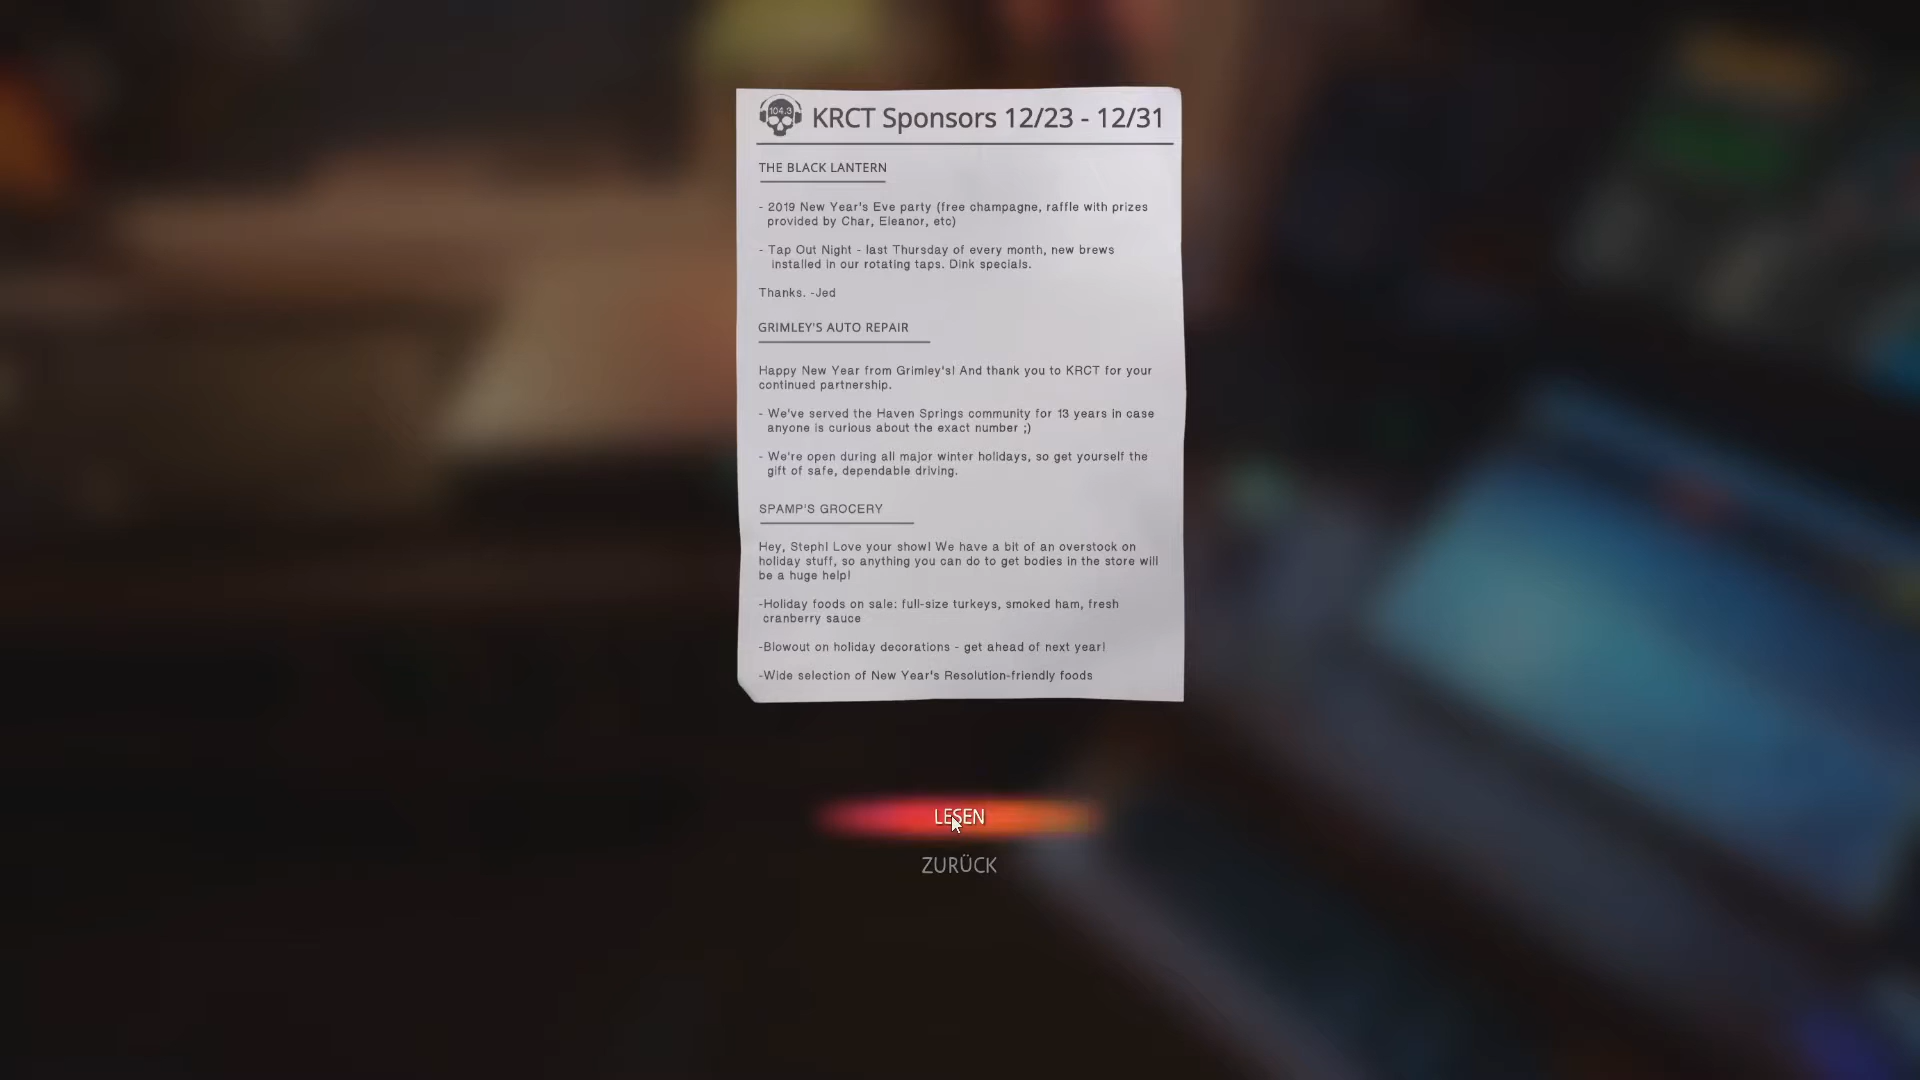 104.3
KRCT Sponsors 12/23 - 12/31
THE BLACK LANTERN
- 2019 New Year's Eve party (free champagne, raffle with prizes
provided by Char, Eleanor, etc)
- Tap Out Night - last Thursday of every month, new brews
installed in our rotating taps. Dink specials.
Thanks. -Jed
GRIMLEY'S AUTO REPAIR
Happy New Year from Grimley's! And thank you to KRCT for your
continued partnership.
- We've served the Haven Springs community for 13 years in case
anyone is curious about the exact number ;)
- We're open during all major winter holidays, so get yourself the
gift of safe, dependable driving.
SPAMP'S GROCERY
Hey, Steph! Love your show! We have a bit of an overstook on
holiday stuff, so anything you can do to get bodies in the store will
be a huge help!
-Holiday foods on sale: full-size turkeys, smoked ham, fresh
cranberry sauce
-Blowout on holiday decorations - get ahead of next year!
-Wide selection of New Year's Resolution-friendly foods
LESEN
ZURÜCK